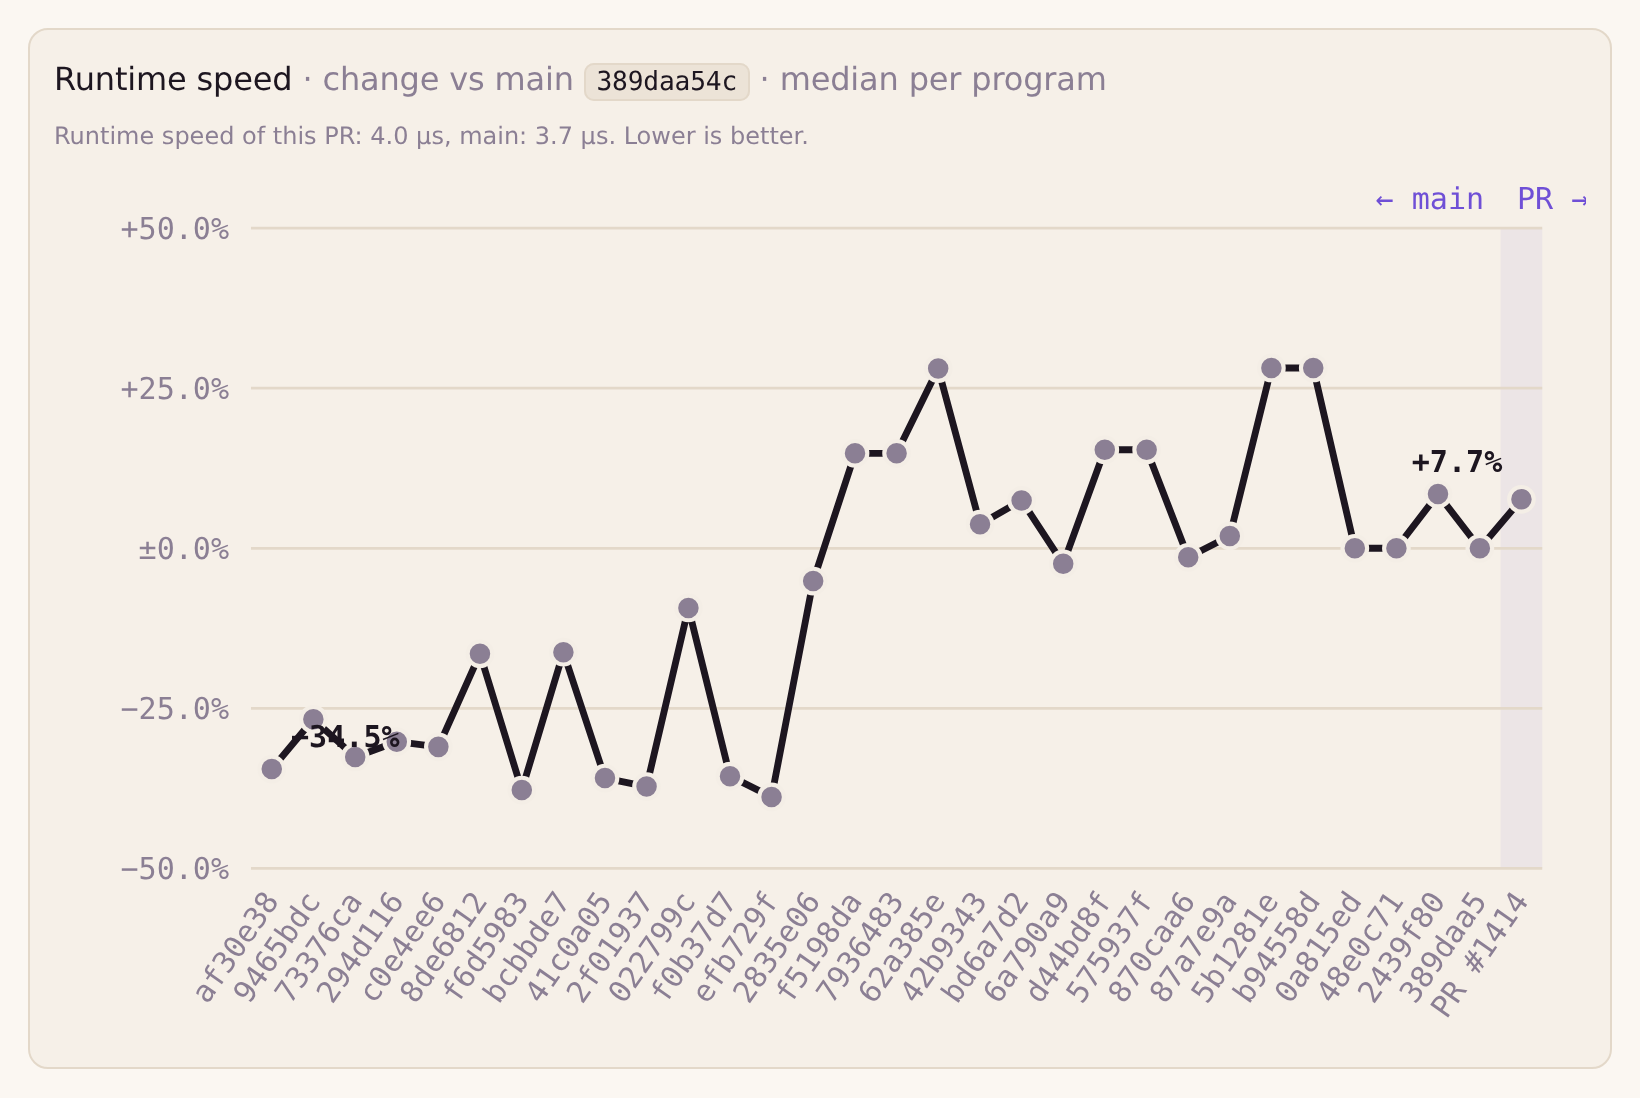 Runtime speed · change vs main 389daa54c · median per program
Runtime speed of this PR: 4.0 µs, main: 3.7 µs. Lower is better.
← main PR →
+50.0%
+25.0%
±0.0%
−25.0%
−50.0%
−34.5%
+7.7%
af30e38
9465bdc
73376ca
294d116
c0e4ee6
8de6812
f6d5983
bcbbde7
41c0a05
2f01937
022799c
f0b37d7
efb729f
2835e06
f5198da
7936483
62a385e
42b9343
bd6a7d2
6a790a9
d44bd8f
575937f
870caa6
87a7e9a
5b1281e
b94558d
0a815ed
48e0c71
2439f80
389daa5
PR #1414